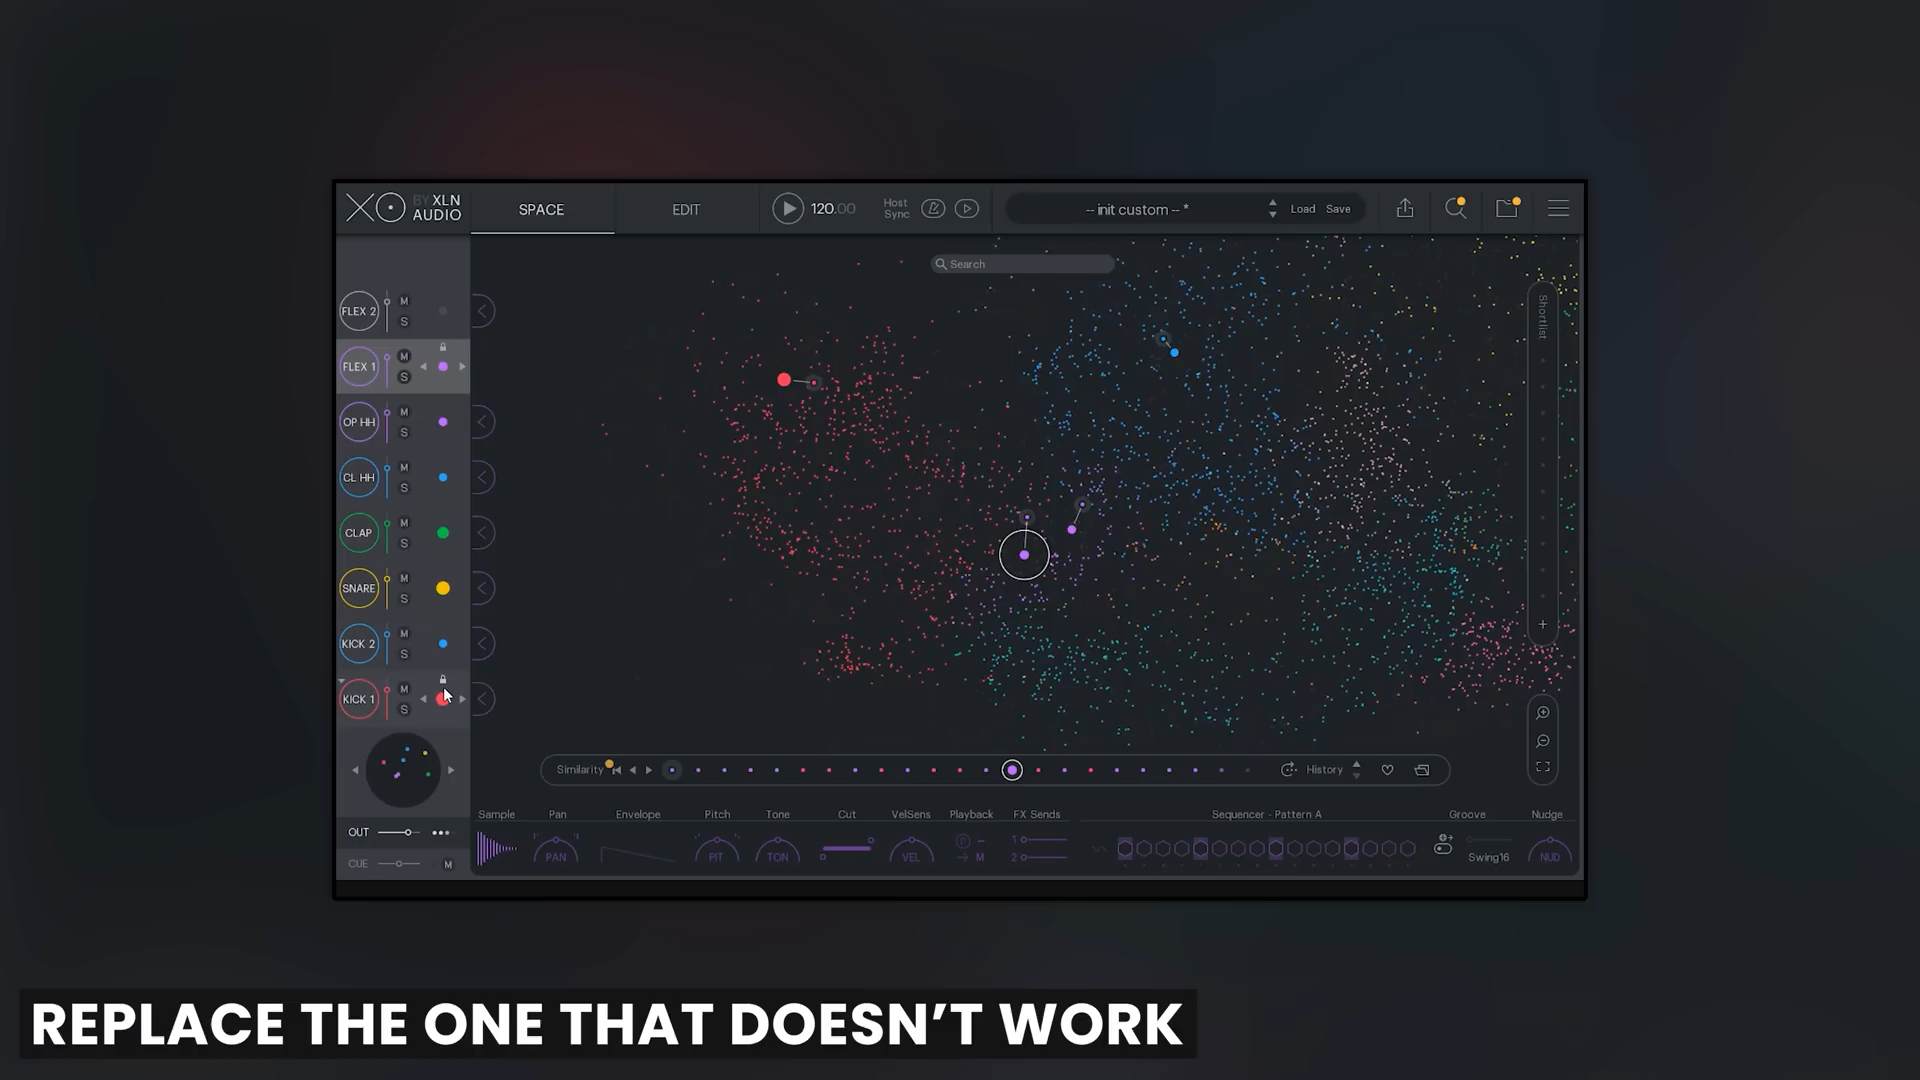 XO BY XLN AUDIO
SPACE
EDIT
120.00
Host Sync
-- init custom -- *
Load
Save
Search
Shortlist
FLEX 2
M
S
FLEX 1
M
S
OP HH
M
S
CL HH
M
S
CLAP
M
S
SNARE
M
S
KICK 2
M
S
KICK 1
M
S
Similarity
History
OUT
CUE
M
Sample
Pan
Envelope
Pitch
Tone
Cut
VelSens
Playback
FX Sends
Sequencer - Pattern A
Groove
Nudge
PAN
PIT
TON
VEL
P
M
1
2
Swing16
NUD
REPLACE THE ONE THAT DOESN'T WORK